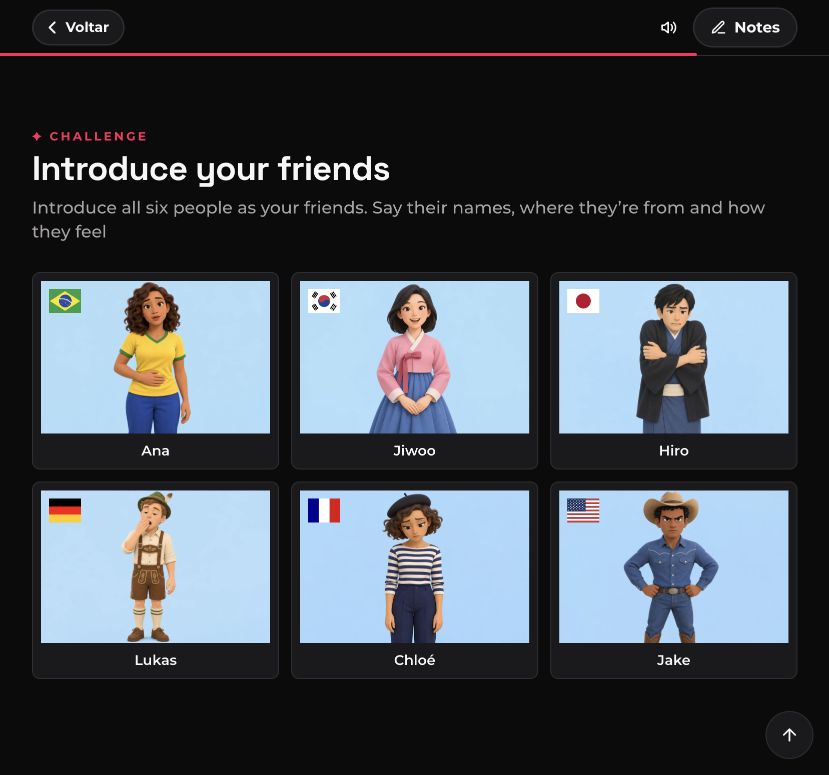 Voltar
Notes
CHALLENGE
Introduce your friends
Introduce all six people as your friends. Say their names, where they’re from and how
they feel
Ana
Jiwoo
Hiro
Lukas
Chloé
Jake